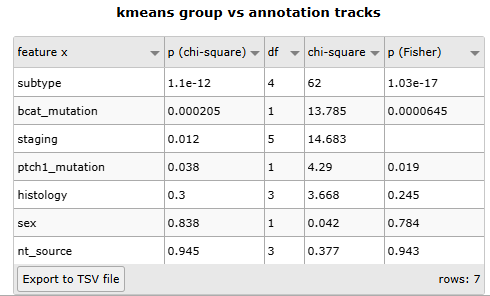 kmeans group vs annotation tracks
feature x p (chi-square) df chi-square p (Fisher)
subtype 1.1e-12 4 62 1.03e-17
bcat_mutation 0.000205 1 13.785 0.0000645
staging 0.012 5 14.683
ptch1_mutation 0.038 1 4.29 0.019
histology 0.3 3 3.668 0.245
sex 0.838 1 0.042 0.784
nt_source 0.945 3 0.377 0.943
Export to TSV file rows: 7